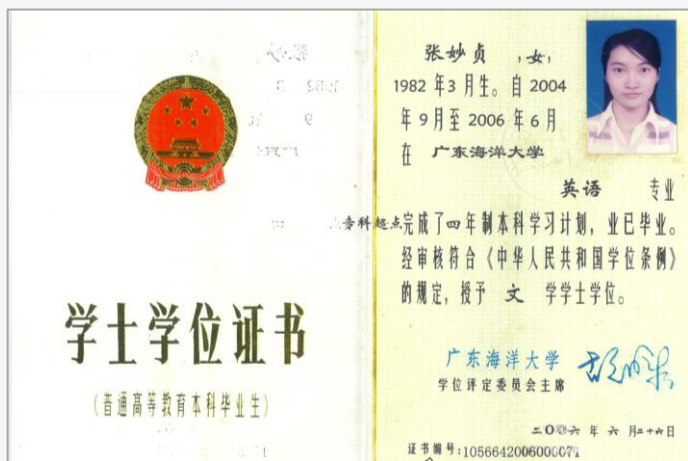 学士学位证书
(普通高等教育本科毕业生)
张妙贞 ,女,
1982 年3 月生。自 2004
年 9 月至 2006 年 6 月
在 广东海洋大学
英语 专业
专科起点完成了四年制本科学习计划，业已毕业。
经审核符合《中华人民共和国学位条例》
的规定，授予 文 学学士学位。
广东海洋大学
学位评定委员会主席
二〇〇六 年 六 月二十六日
证书编号:1056642006000071